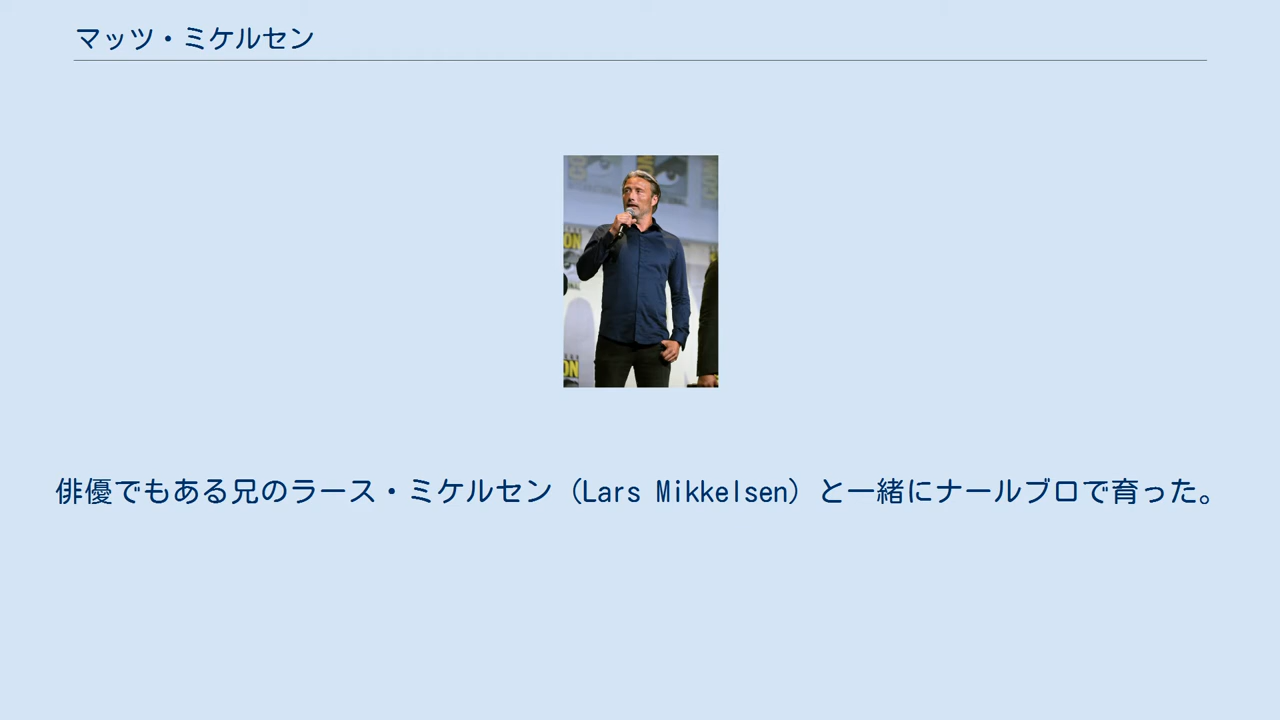 マッツ・ミケルセン
俳優でもある兄のラース・ミケルセン（Lars Mikkelsen）と一緒にナールブロで育った。